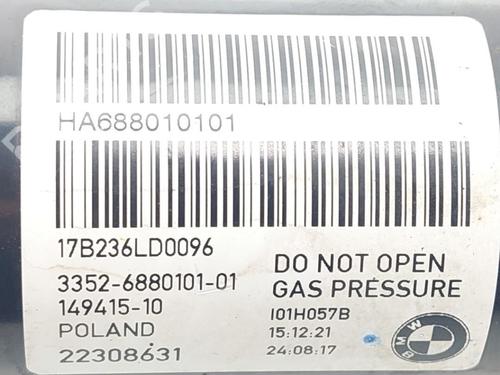 HA688010101
17B236LD0096
3352-6880101-01
149415-10
POLAND
22308631
DO NOT OPEN
GAS PRESSURE
I01H057B
15:12:21
24:08:17
BMW